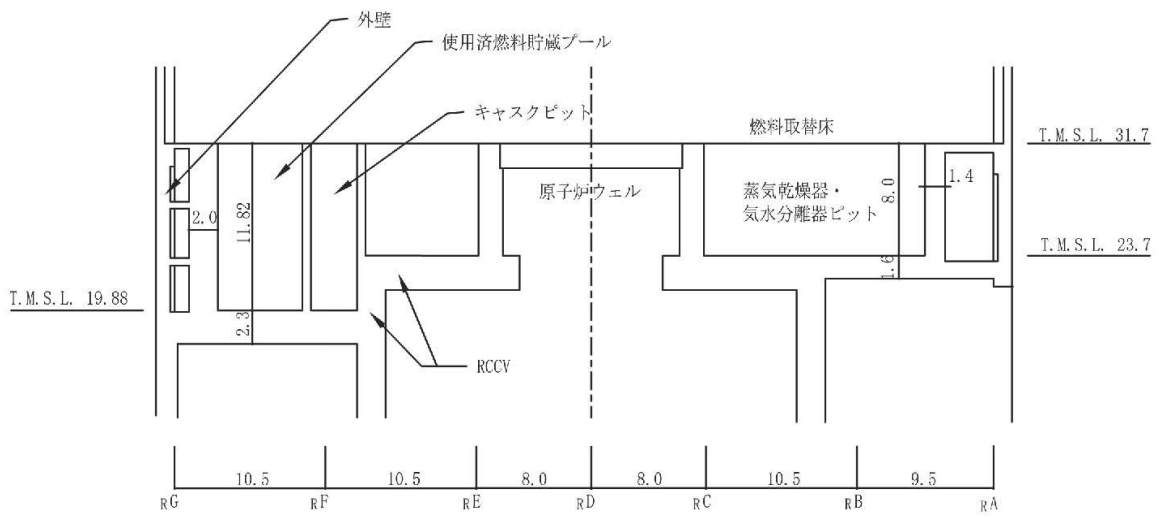 外壁
使用済燃料貯蔵プール
キャスクピット
燃料取替床
T.M.S.L. 31.7
原子炉ウェル
蒸気乾燥器・
気水分離器ピット
8.0
1.4
2.0
11.82
T.M.S.L. 23.7
1.6
T.M.S.L. 19.88
2.3
RCCV
10.5
10.5
8.0
8.0
10.5
9.5
RG
RF
RE
RD
RC
RB
RA